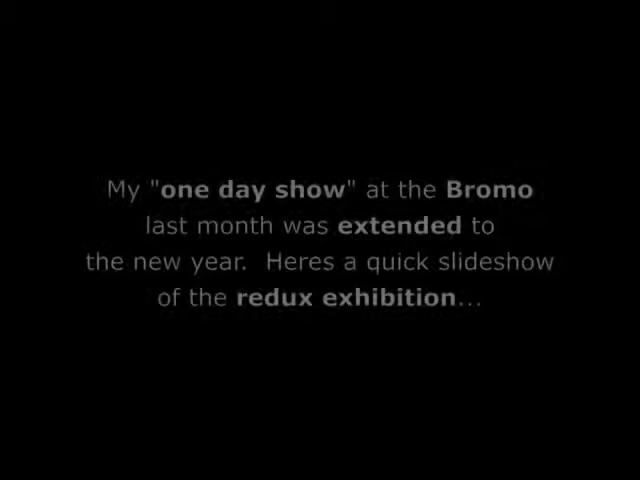 My "one day show" at the Bromo
last month was extended to
the new year.  Heres a quick slideshow
of the redux exhibition...